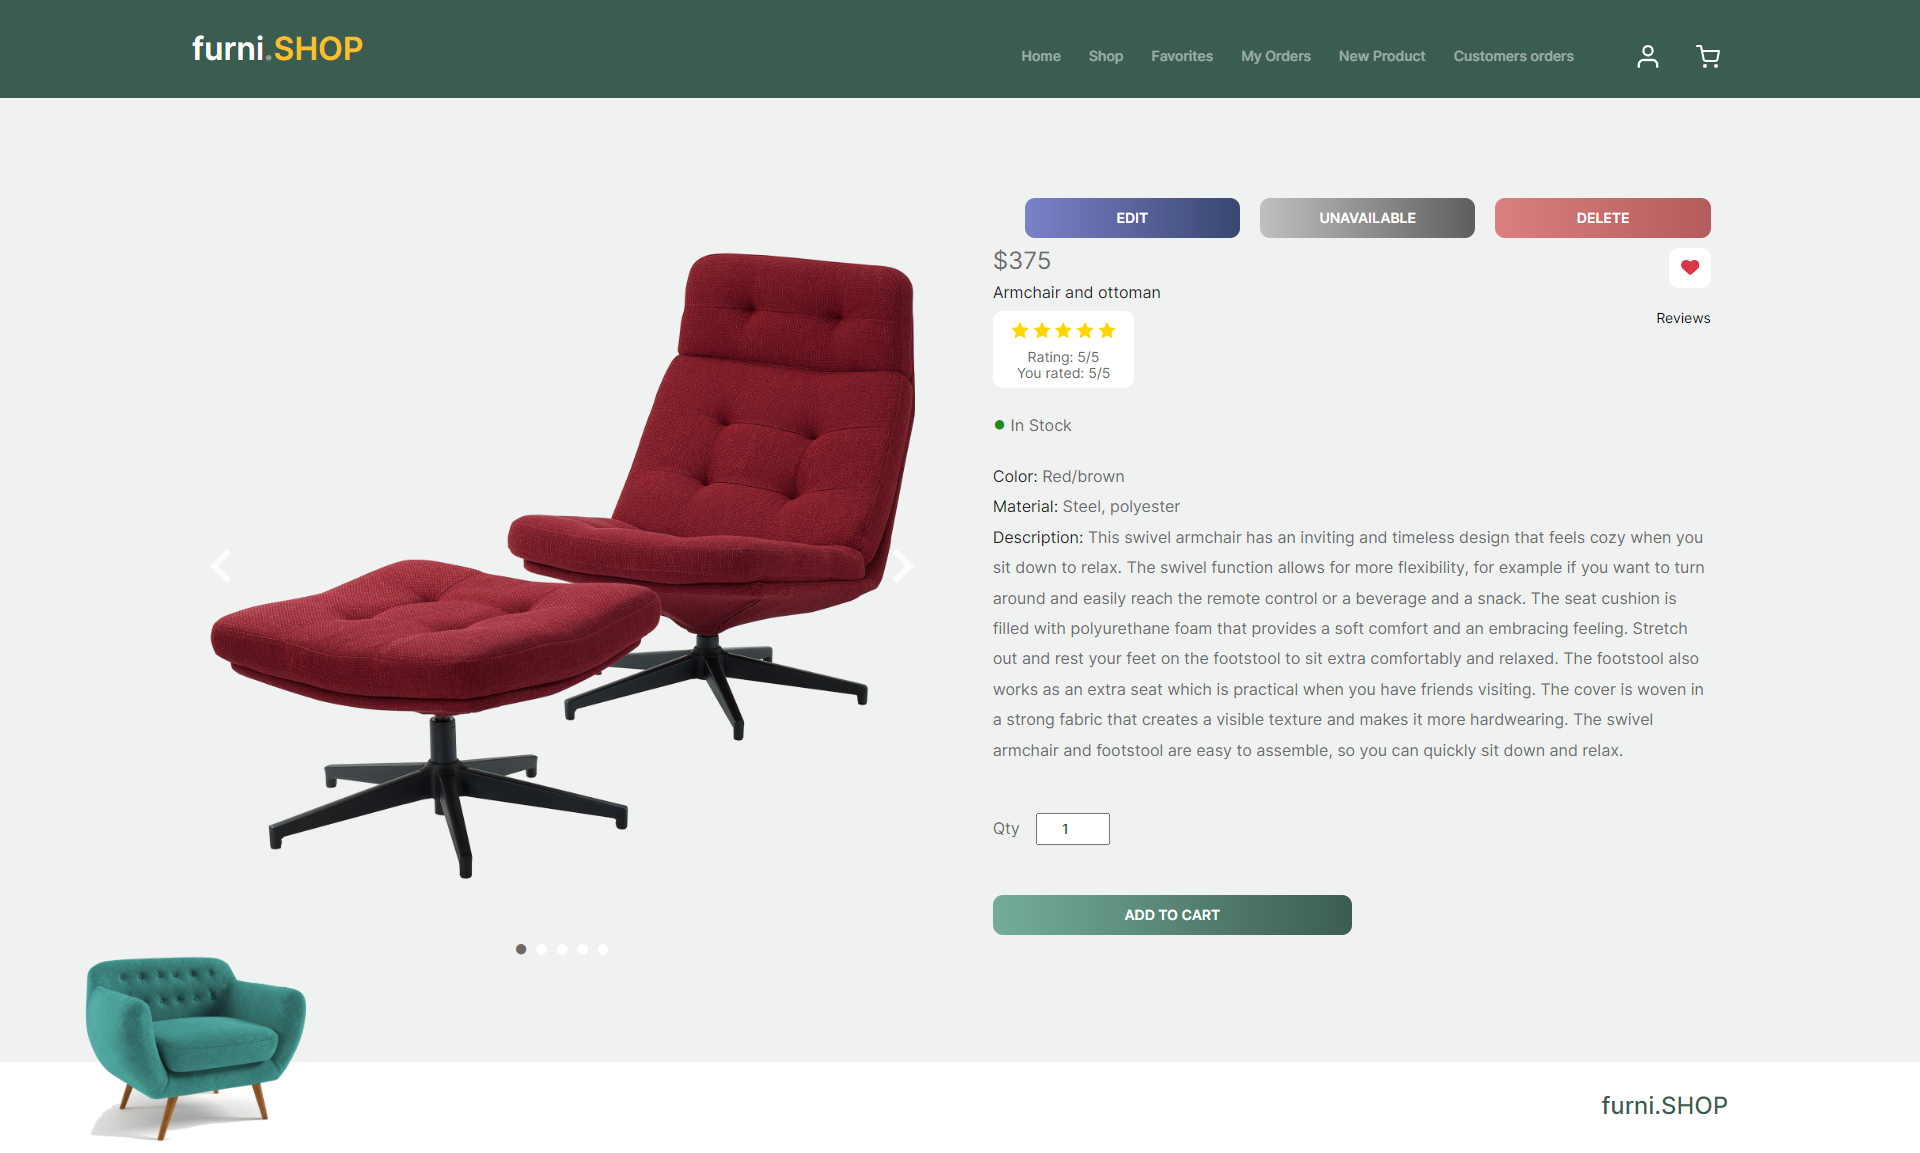 furni.SHOP
Home Shop Favorites My Orders New Product Customers orders
EDIT UNAVAILABLE DELETE
$375
Armchair and ottoman
Reviews
Rating: 5/5
You rated: 5/5
In Stock
Color: Red/brown
Material: Steel, polyester
Description: This swivel armchair has an inviting and timeless design that feels cozy when you
sit down to relax. The swivel function allows for more flexibility, for example if you want to turn
around and easily reach the remote control or a beverage and a snack. The seat cushion is
filled with polyurethane foam that provides a soft comfort and an embracing feeling. Stretch
out and rest your feet on the footstool to sit extra comfortably and relaxed. The footstool also
works as an extra seat which is practical when you have friends visiting. The cover is woven in
a strong fabric that creates a visible texture and makes it more hardwearing. The swivel
armchair and footstool are easy to assemble, so you can quickly sit down and relax.
Qty 1
ADD TO CART
furni.SHOP